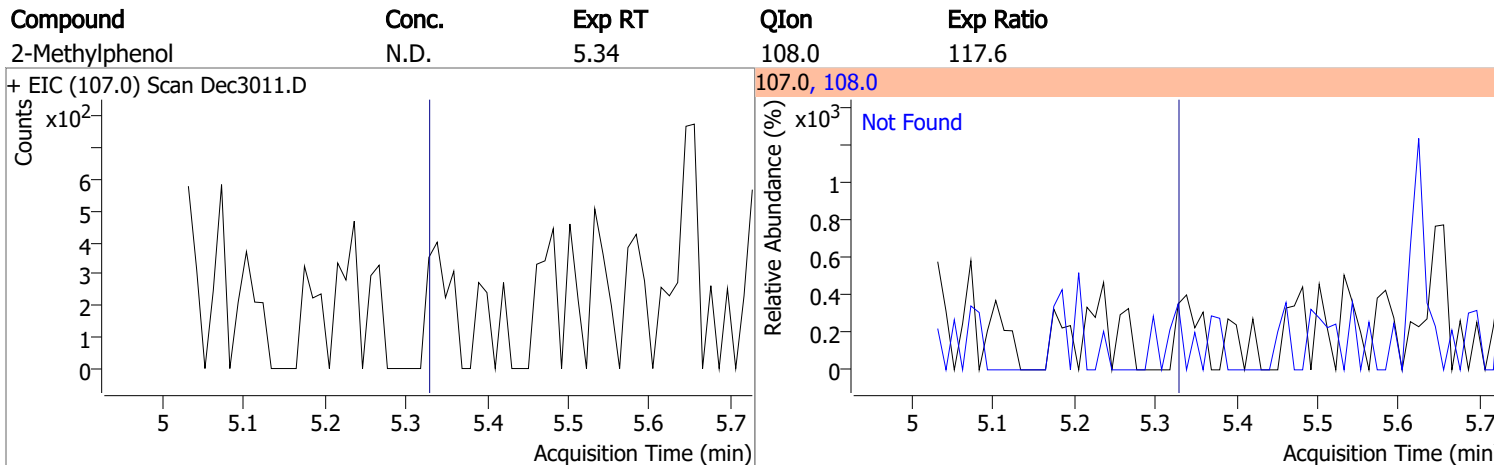 Compound Conc. Exp RT QIon Exp Ratio
2-Methylphenol N.D. 5.34 108.0 117.6
+ EIC (107.0) Scan Dec3011.D
Counts
x10²
6
5
4
3
2
1
0
5 5.1 5.2 5.3 5.4 5.5 5.6 5.7
Acquisition Time (min)
107.0, 108.0
Relative Abundance (%)
x10³
Not Found
1
0.8
0.6
0.4
0.2
0
5 5.1 5.2 5.3 5.4 5.5 5.6 5.7
Acquisition Time (min